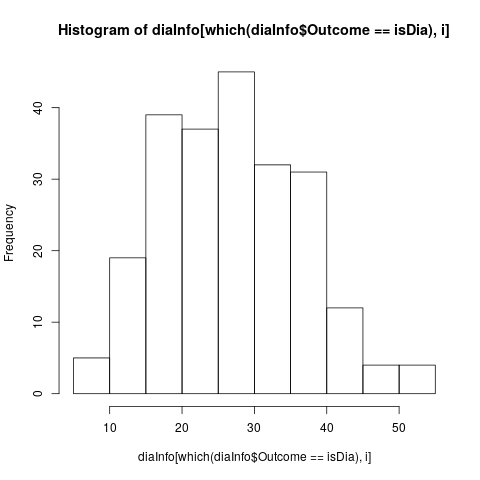 Histogram of diaInfo[which(diaInfo$Outcome == isDia), i]
Frequency
40
30
20
10
0
10 20 30 40 50
diaInfo[which(diaInfo$Outcome == isDia), i]